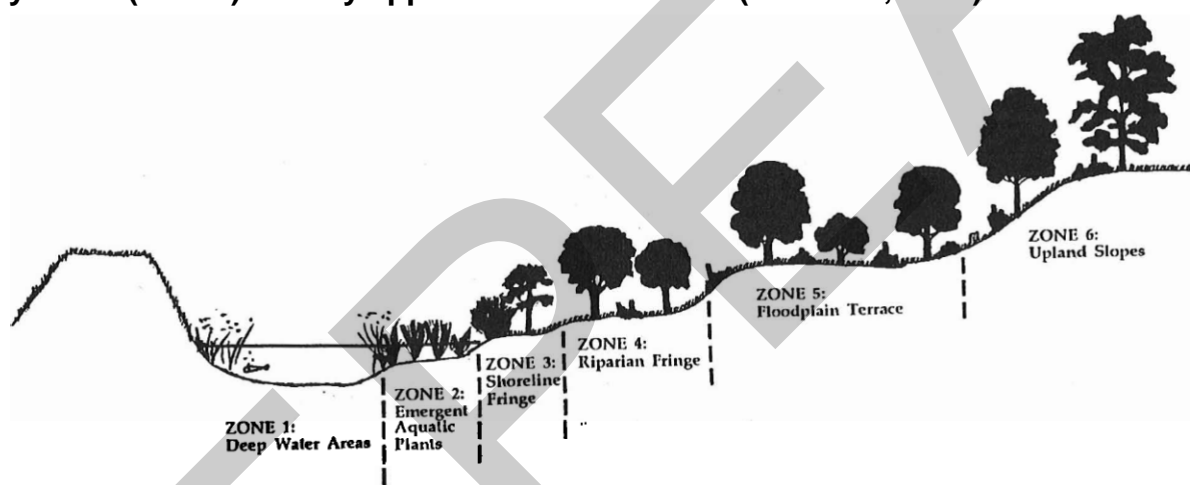 ZONE 6:
Upland Slopes
ZONE 5:
Floodplain Terrace
ZONE 4:
Riparian Fringe
ZONE 3:
Shoreline
Fringe
ZONE 2:
Emergent
Aquatic
Plants
ZONE 1:
Deep Water Areas